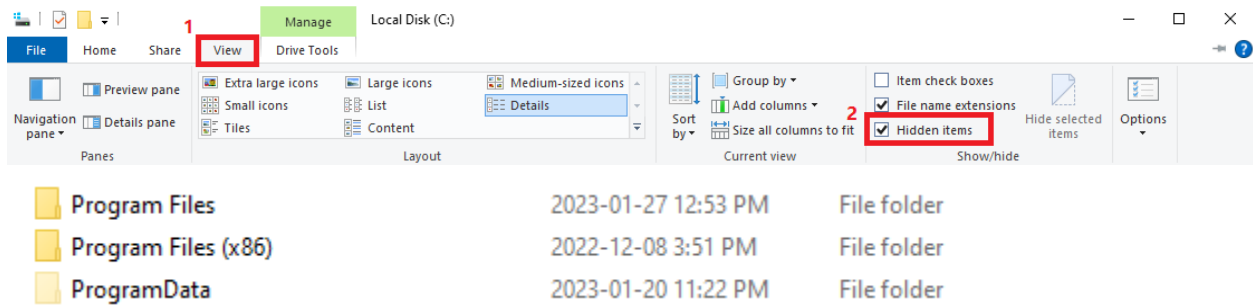 1
Manage
Local Disk (C:)
File
Home
Share
View
Drive Tools
Navigation
pane
Preview pane
Details pane
Panes
Extra large icons
Large icons
Medium-sized icons
Small icons
List
Details
Tiles
Content
Layout
Sort
by
Group by
Add columns
Size all columns to fit
Current view
2
Item check boxes
File name extensions
Hidden items
Hide selected
items
Show/hide
Options
Program Files 2023-01-27 12:53 PM File folder
Program Files (x86) 2022-12-08 3:51 PM File folder
ProgramData 2023-01-20 11:22 PM File folder